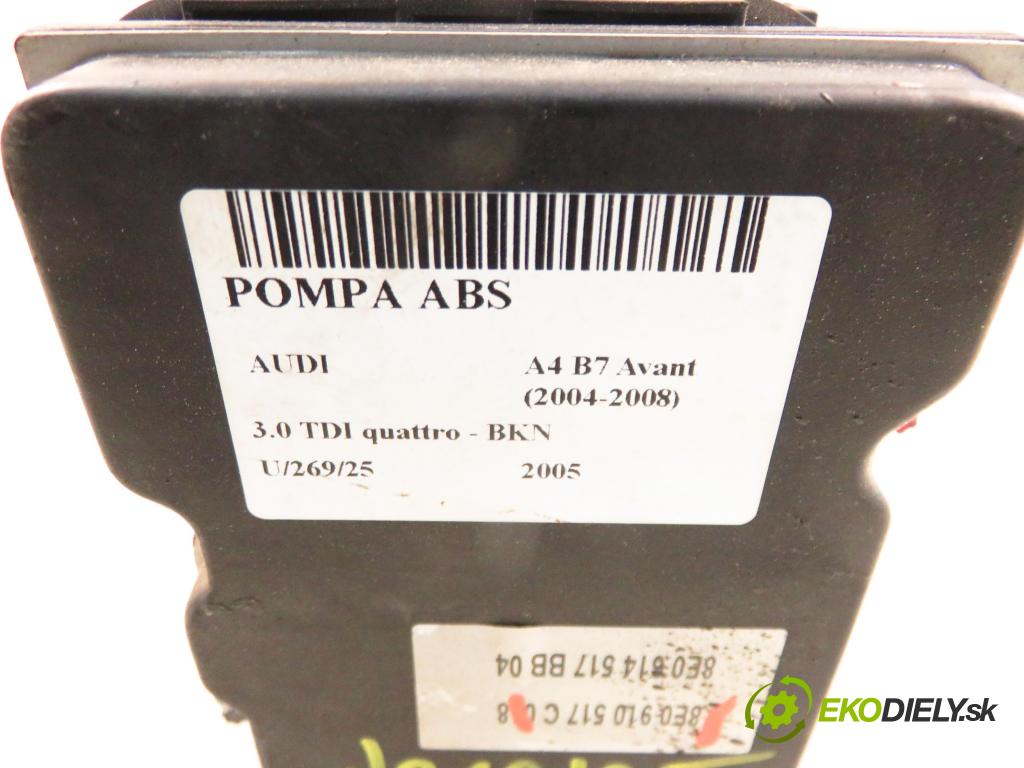 POMPA ABS
AUDI A4 B7 Avant
(2004-2008)
3.0 TDI quattro - BKN
U/269/25 2005
8E0 614 517 BB 04
8E0 910 517 C
EKODIELY.sk